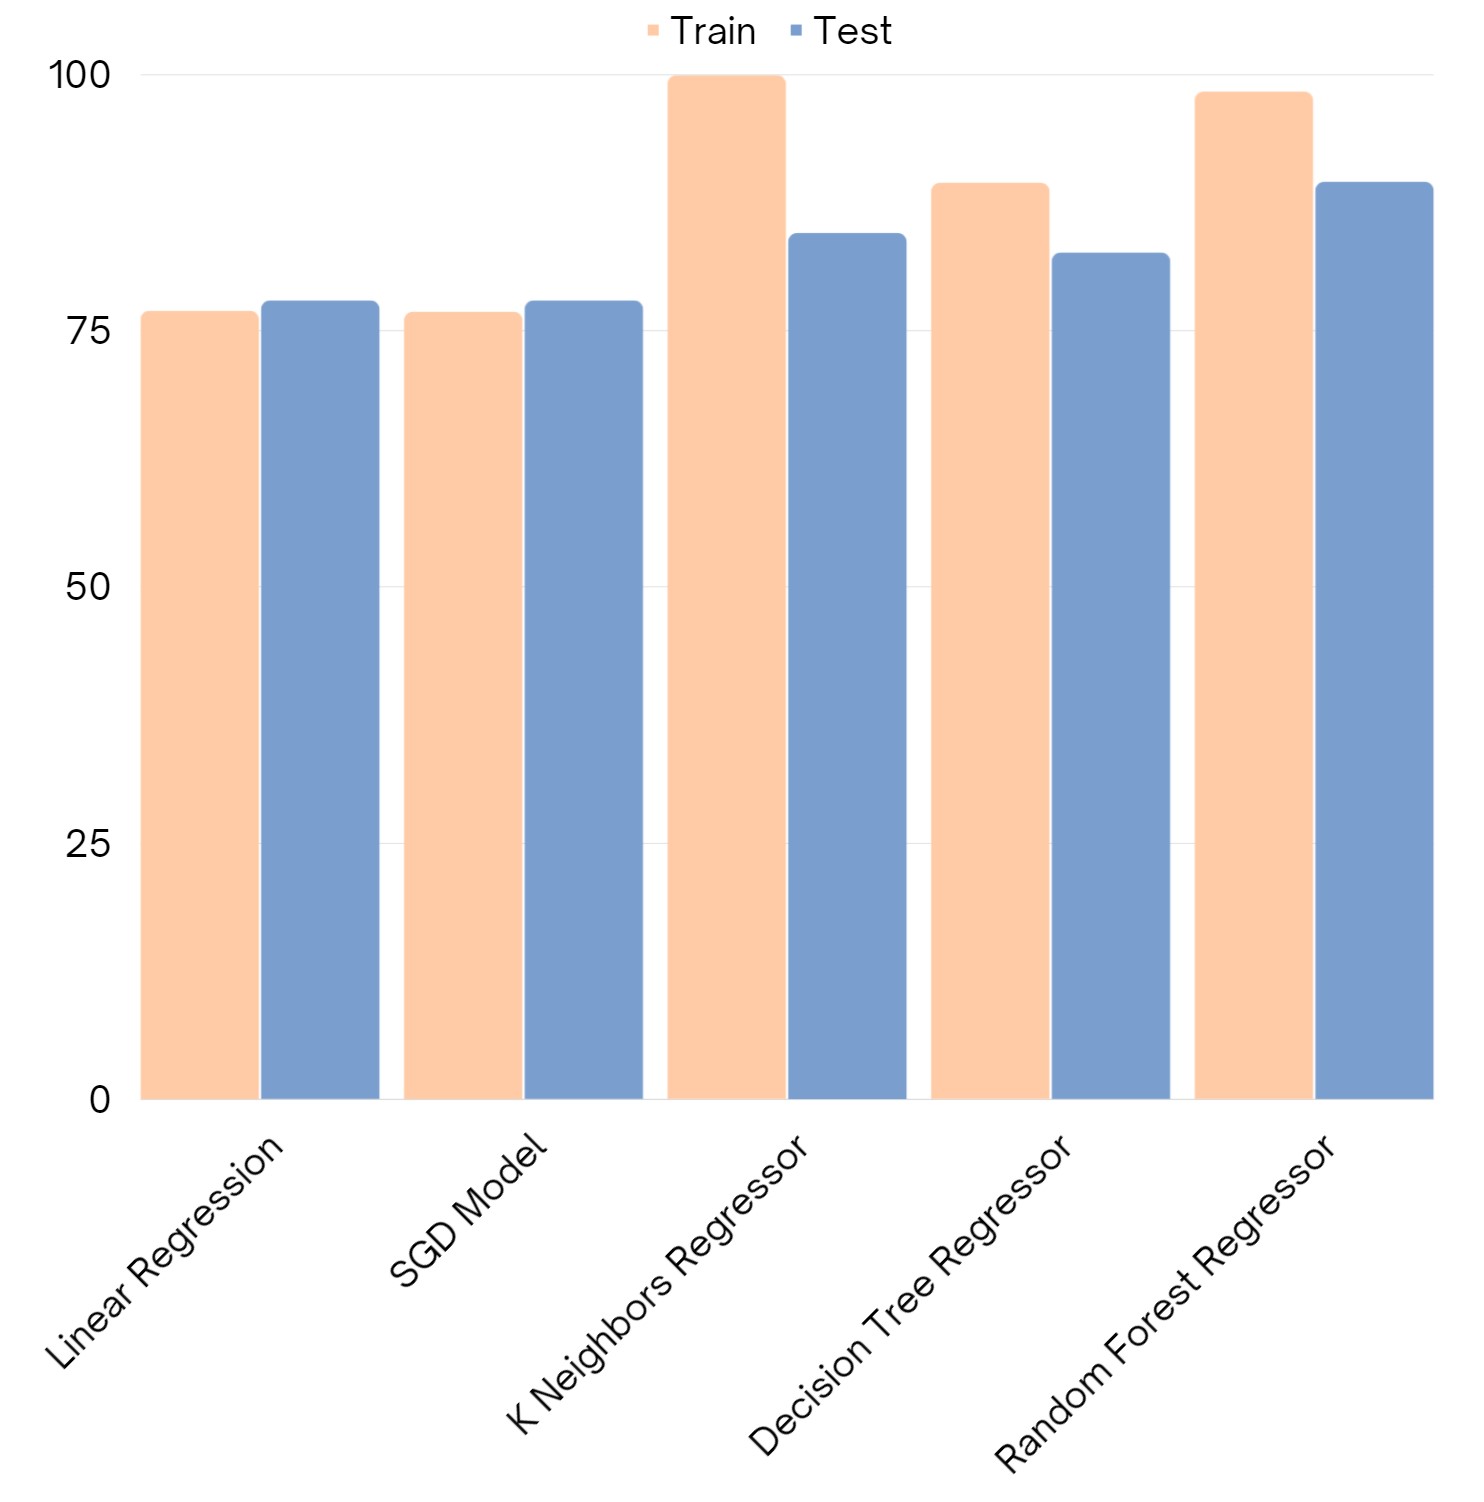 Train Test
100
75
50
25
0
Linear Regression
SGD Model
K Neighbors Regressor
Decision Tree Regressor
Random Forest Regressor